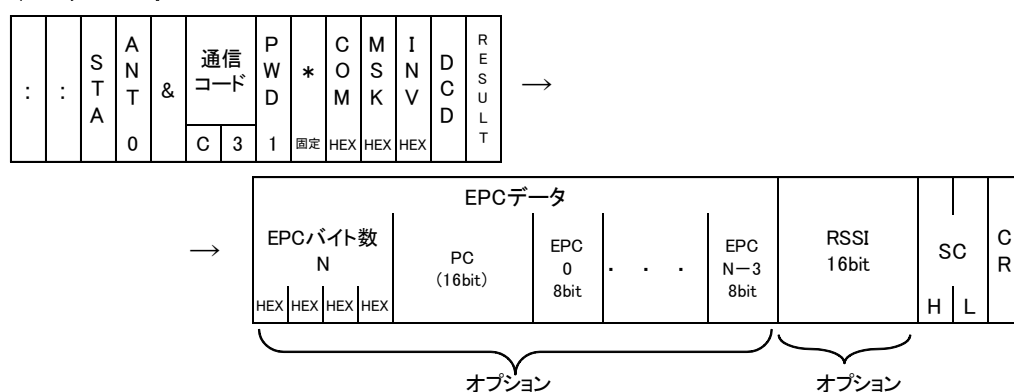 : : STA ANT 0 & 通信コード C 3 PWD 1 * 固定 COM HEX MSK HEX INV HEX DCD RESULT →
→ EPCデータ
EPCバイト数 N HEX HEX HEX HEX
PC (16bit)
EPC 0 8bit
. . .
EPC N-3 8bit
RSSI 16bit
SC H L
CR
オプション オプション